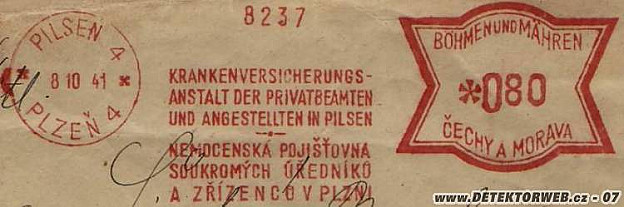 8237
PILSEN 4
8 10 41
PLZEŇ 4
KRANKENVERSICHERUNGS-
ANSTALT DER PRIVATBEAMTEN
UND ANGESTELLTEN IN PILSEN
NEMOCENSKÁ POJIŠŤOVNA
SOUKROMÝCH ÚŘEDNÍKŮ
A ZŘÍZENCŮ V PLZNI
BÖHMEN UND MÄHREN
*080
ČECHY A MORAVA
www.DETEKTORWEB.cz - 07